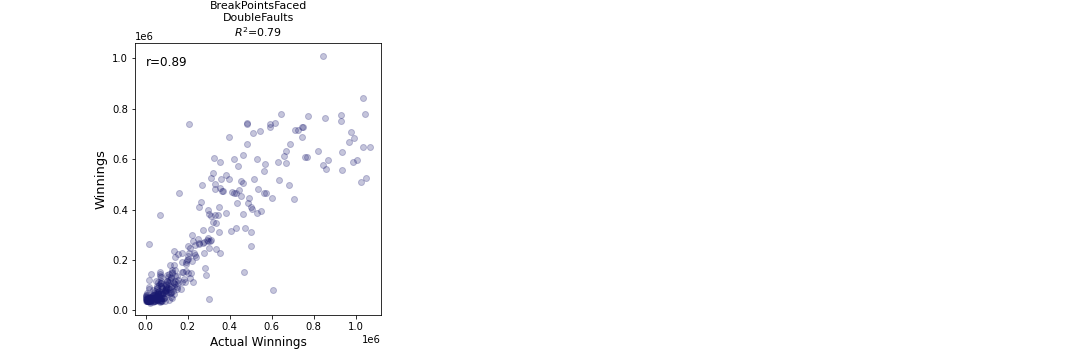 BreakPointsFaced
DoubleFaults
R²=0.79
1e6
r=0.89
1.0
0.8
0.6
0.4
0.2
0.0
Winnings
0.0 0.2 0.4 0.6 0.8 1.0
1e6
Actual Winnings